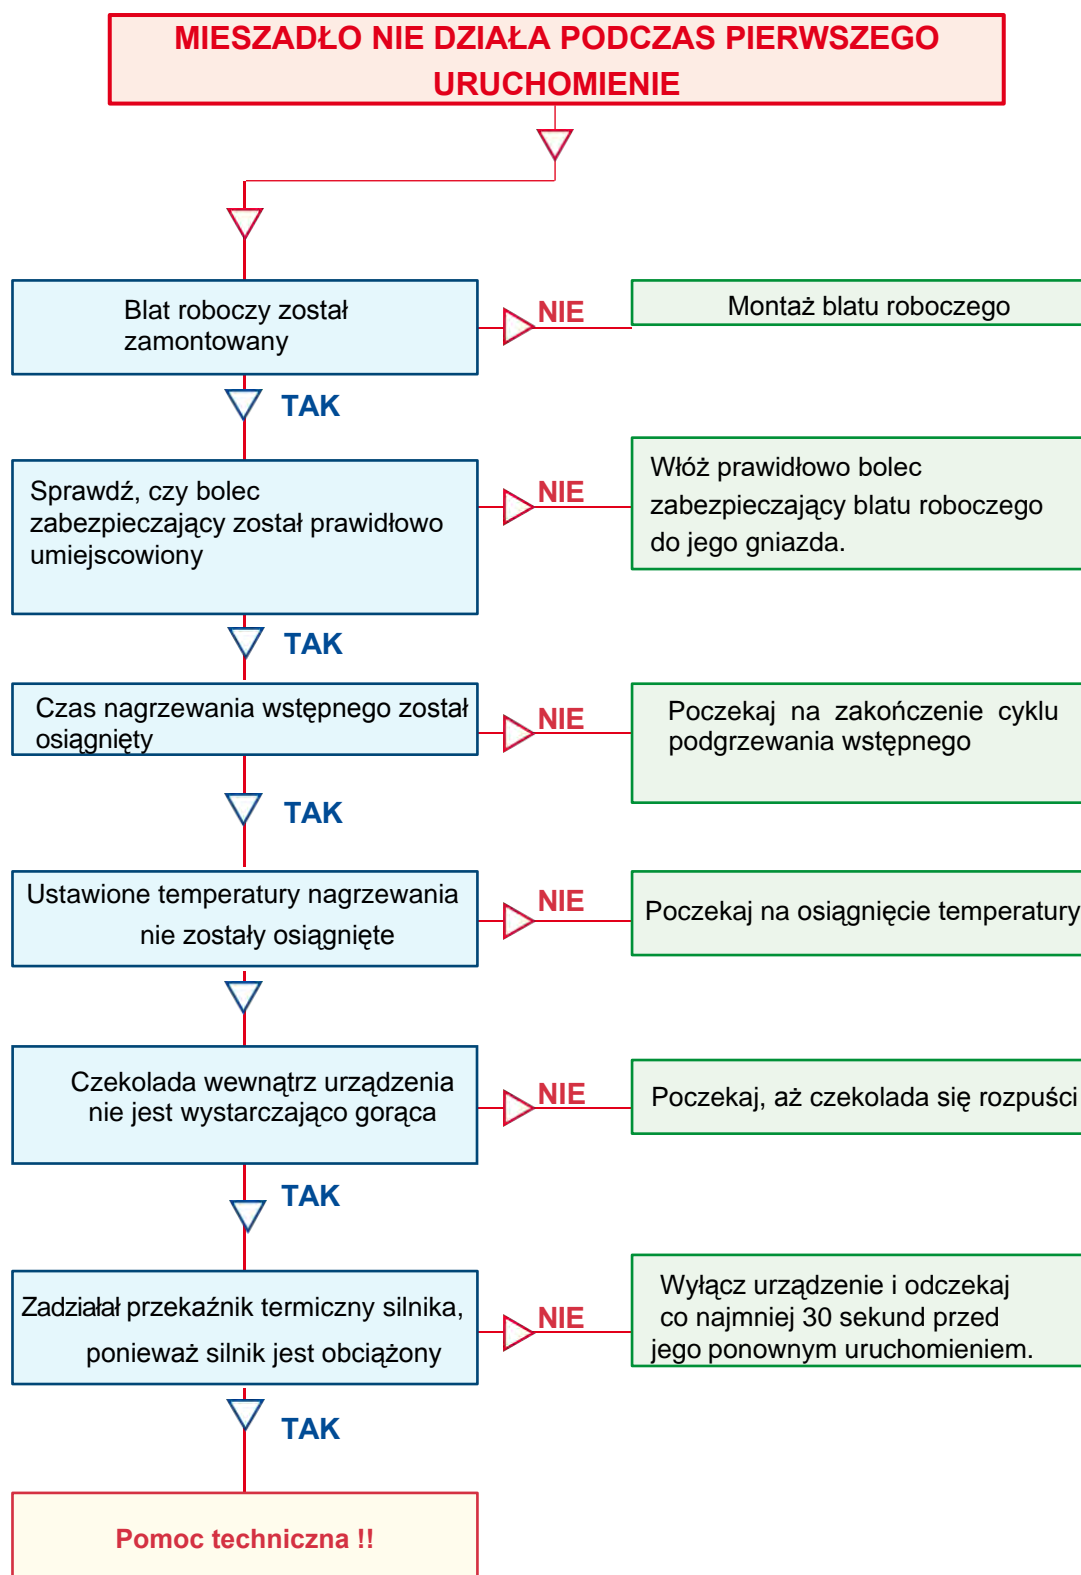 MIESZADŁO NIE DZIAŁA PODCZAS PIERWSZEGO
URUCHOMIENIE
Blat roboczy został
zamontowany
NIE
Montaż blatu roboczego
TAK
Sprawdź, czy bolec
zabezpieczający został prawidłowo
umiejscowiony
NIE
Włóż prawidłowo bolec
zabezpieczający blatu roboczego
do jego gniazda.
TAK
Czas nagrzewania wstępnego został
osiągnięty
NIE
Poczekaj na zakończenie cyklu
podgrzewania wstępnego
TAK
Ustawione temperatury nagrzewania
nie zostały osiągnięte
NIE
Poczekaj na osiągnięcie temperatury
Czekolada wewnątrz urządzenia
nie jest wystarczająco gorąca
NIE
Poczekaj, aż czekolada się rozpuści
TAK
Zadziałał przekaźnik termiczny silnika,
ponieważ silnik jest obciążony
NIE
Wyłącz urządzenie i odczekaj
co najmniej 30 sekund przed
jego ponownym uruchomieniem.
TAK
Pomoc techniczna !!